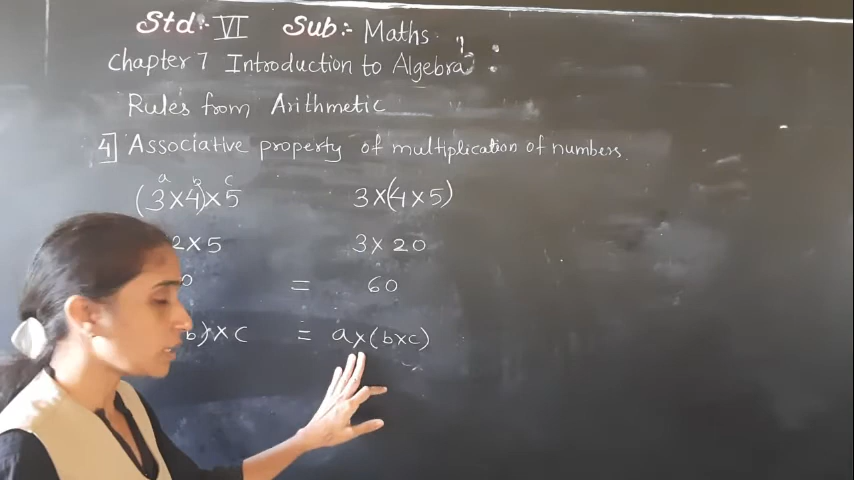 Std:- VI Sub:- Maths.
Chapter 7 Introduction to Algebra
Rules from Arithmetic
4] Associative property of multiplication of numbers.
a b c
(3×4)×5 3×(4×5)
2×5 3×20
0 = 60
b)×c = a×(b×c)